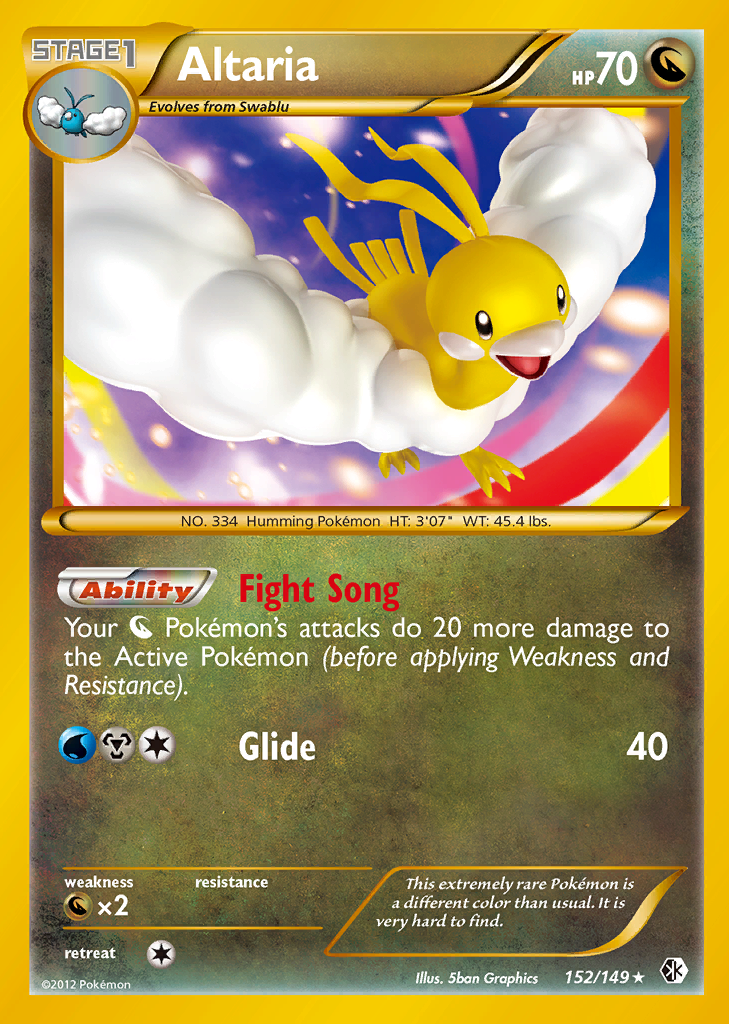 STAGE1
Altaria
HP70
Evolves from Swablu
NO. 334 Humming Pokémon HT: 3'07" WT: 45.4 lbs.
Ability Fight Song
Your Pokémon's attacks do 20 more damage to
the Active Pokémon (before applying Weakness and
Resistance).
Glide 40
weakness resistance
×2
This extremely rare Pokémon is
a different color than usual. It is
very hard to find.
retreat
©2012 Pokémon
Illus. 5ban Graphics 152/149★